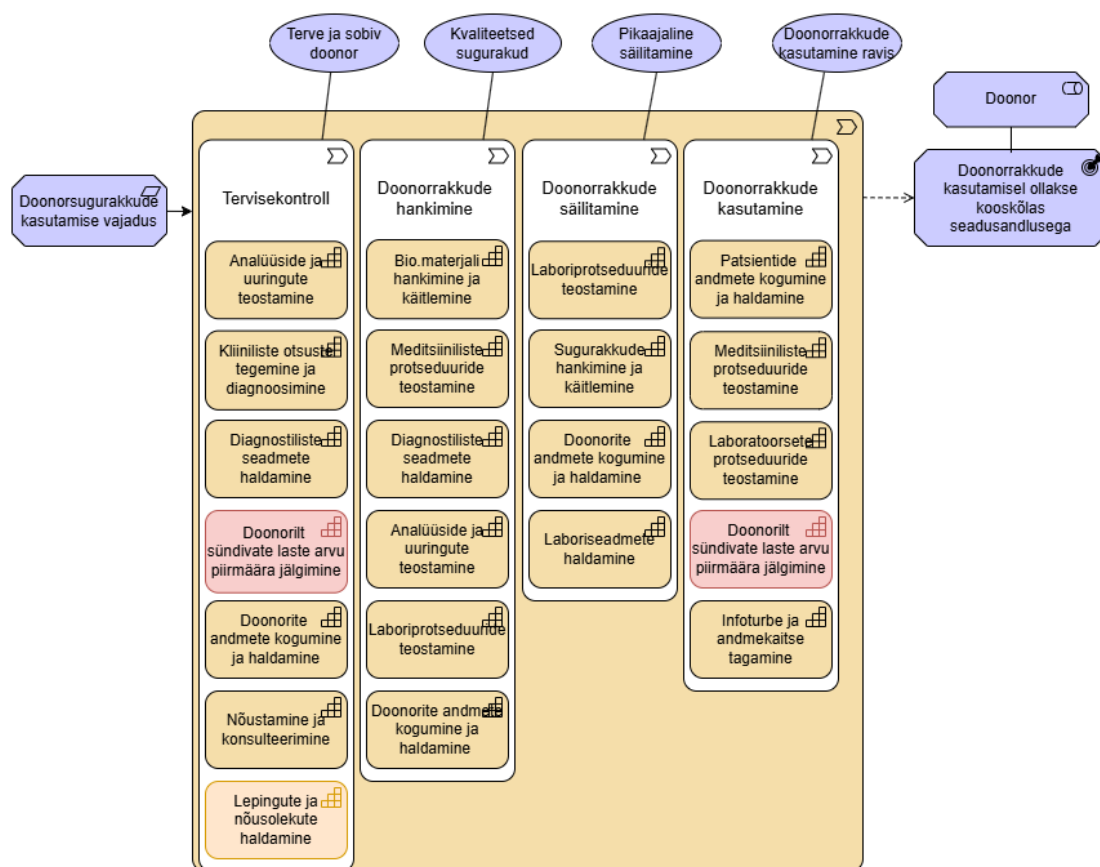 Terve ja sobiv
doonor
Kvaliteetsed
sugurakud
Pikaajaline
säilitamine
Doonorrakkude
kasutamine ravis
Doonor
Doonorsugurakkude
kasutamise vajadus
Doonorrakkude
kasutamisel ollakse
kooskõlas
seadusandlusega
Tervisekontroll
Analüüside ja
uuringute
teostamine
Kliiniliste otsuste
tegemine ja
diagnoosimine
Diagnostiliste
seadmete
haldamine
Doonorilt
sündivate laste arvu
piirmäära jälgimine
Doonorite
andmete kogumine
ja haldamine
Nõustamine ja
konsulteerimine
Lepingute ja
nõusolekute
haldamine
Doonorrakkude
hankimine
Bio.materjali
hankimine ja
käitlemine
Meditsiiniliste
protseduuride
teostamine
Diagnostiliste
seadmete
haldamine
Analüüside ja
uuringute
teostamine
Laboriprotseduuride
teostamine
Doonorite andmete
kogumine ja
haldamine
Doonorrakkude
säilitamine
Laboriprotseduuride
teostamine
Sugurakkude
hankimine ja
käitlemine
Doonorite
andmete kogumine
ja haldamine
Laboriseadmete
haldamine
Doonorrakkude
kasutamine
Patsientide
andmete kogumine
ja haldamine
Meditsiiniliste
protseduuride
teostamine
Laboratoorsete
protseduuride
teostamine
Doonorilt
sündivate laste arvu
piirmäära jälgimine
Infoturbe ja
andmekaitse
tagamine